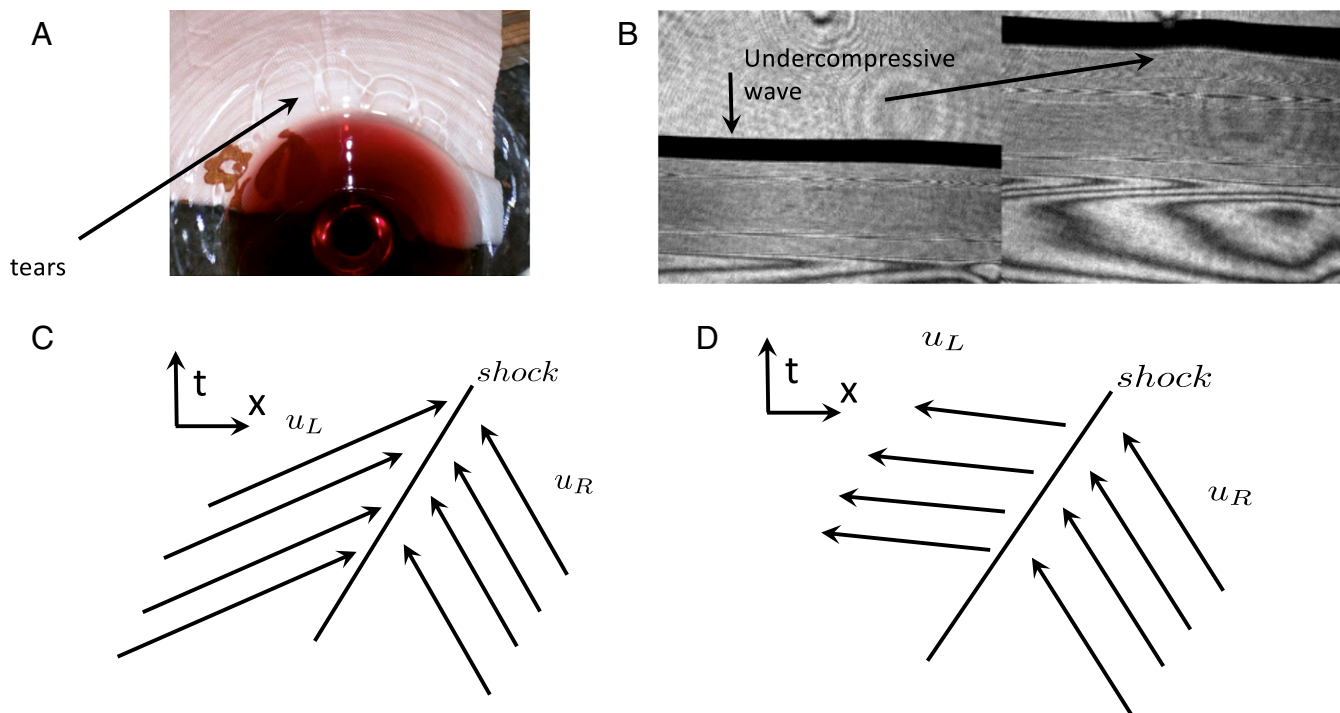 A
tears
B
Undercompressive
wave
C
t
x
shock
u_L
u_R
D
t
x
u_L
shock
u_R